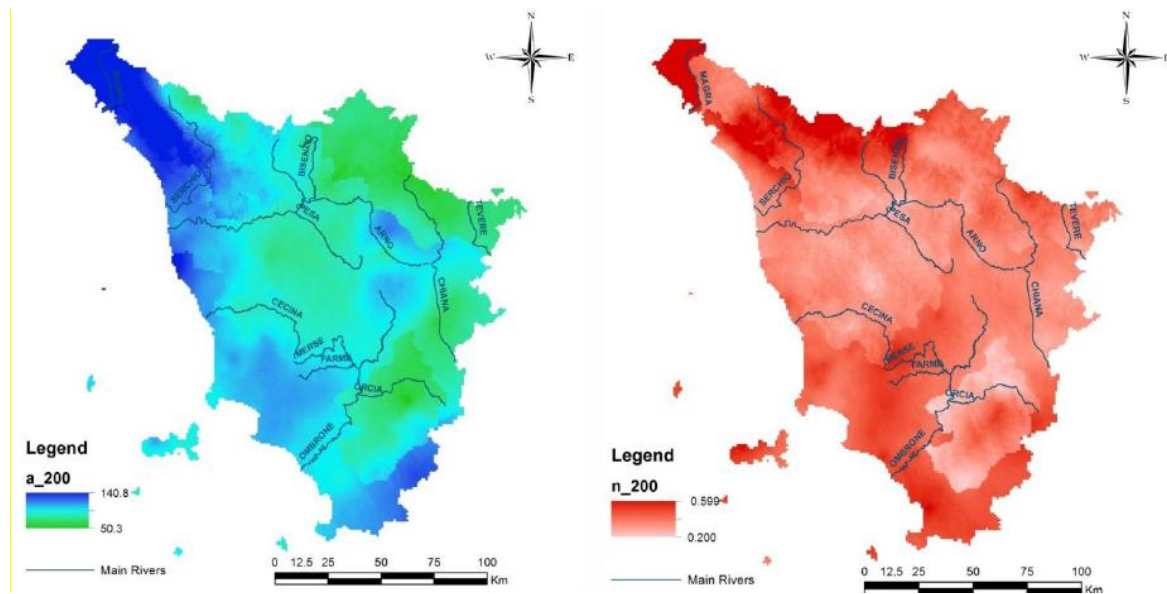 N
W E
S
MAGRA
SERCHIO
BISENZIO
PESA
ARNO
TEVERE
CHIANA
CECINA
MERSE
FARMA
ORCIA
OMBRONE
Legend
a_200
140.8
50.3
Main Rivers
0 12.5 25 50 75 100
Km
N
W
S
MAGRA
SERCHIO
BISENZIO
PESA
ARNO
TEVERE
CHIANA
CECINA
MERSE
FARMA
ORCIA
OMBRONE
Legend
n_200
0.599
0.200
Main Rivers
0 12.5 25 50 75 100
Km